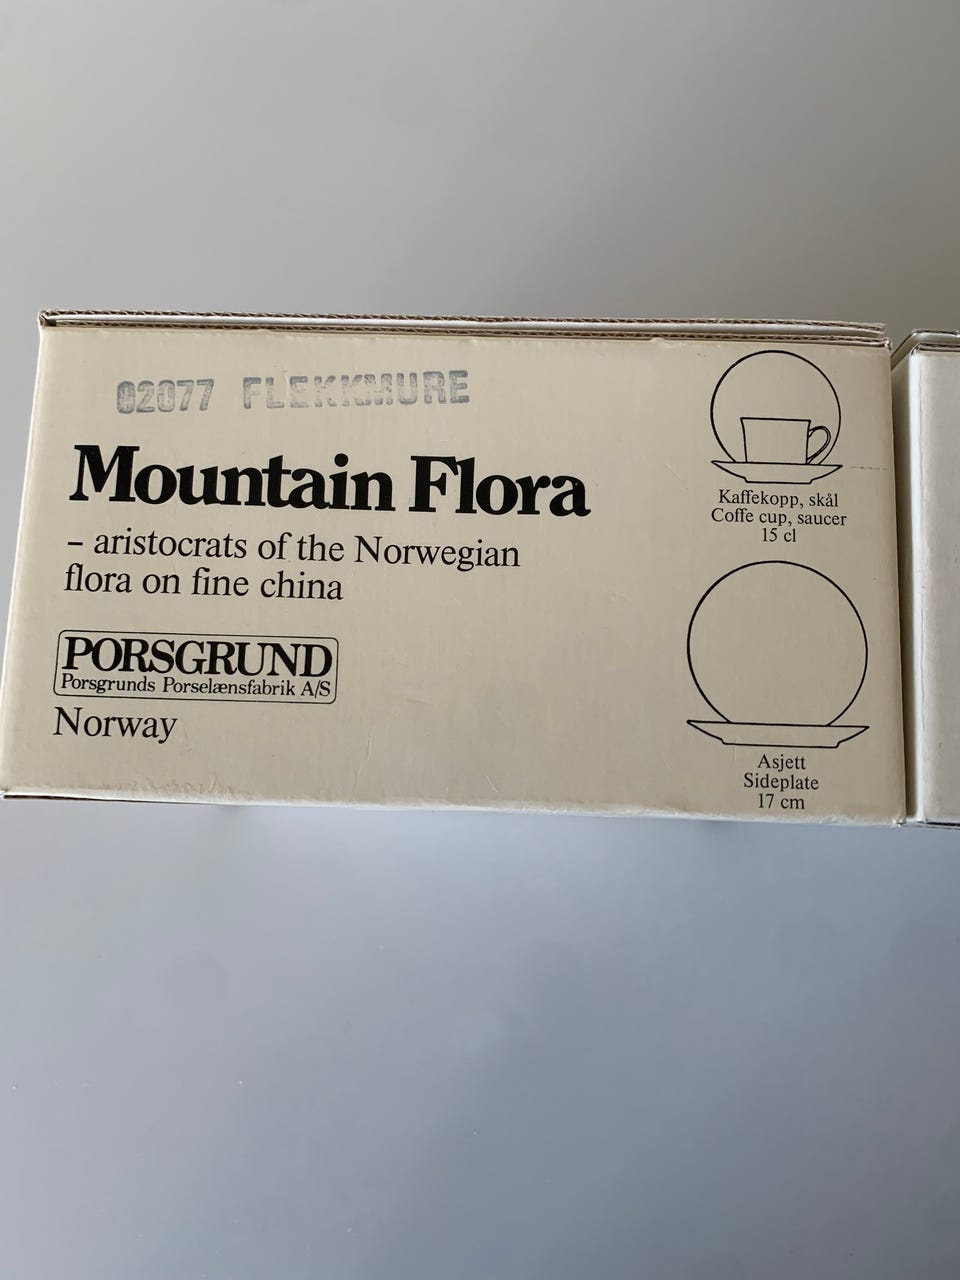 02077 FLEKKMURE
Mountain Flora
– aristocrats of the Norwegian
flora on fine china
PORSGRUND
Porsgrunds Porselænsfabrik A/S
Norway
Kaffekopp, skål
Coffe cup, saucer
15 cl
Asjett
Sideplate
17 cm